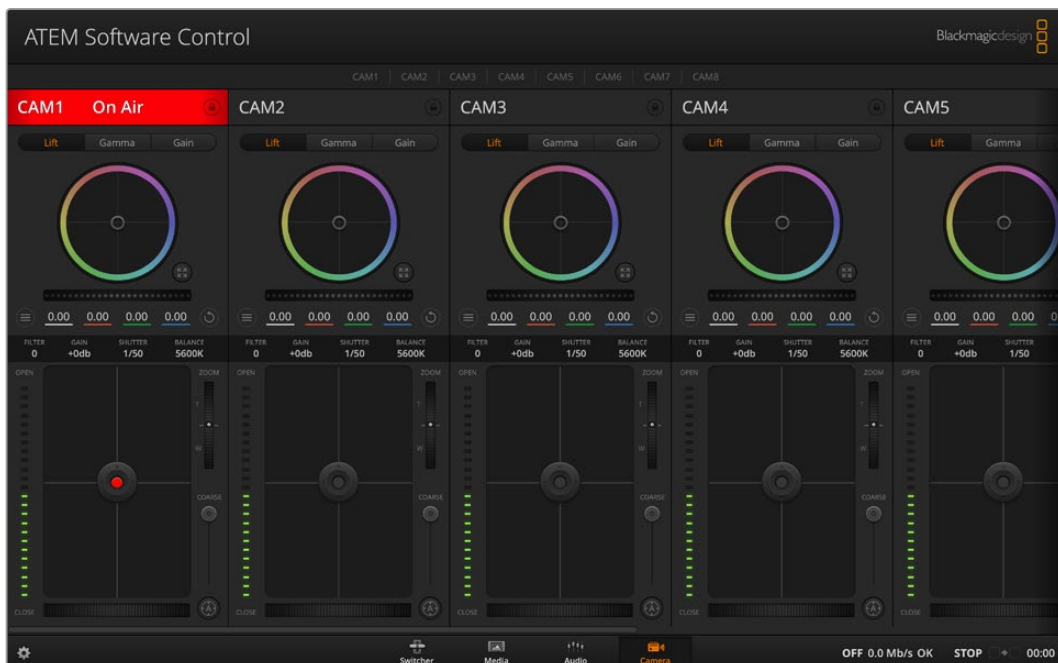 ATEM Software Control
Blackmagicdesign
CAM1 CAM2 CAM3 CAM4 CAM5 CAM6 CAM7 CAM8
CAM1 On Air CAM2 CAM3 CAM4 CAM5
Lift Gamma Gain Lift Gamma Gain Lift Gamma Gain Lift Gamma Gain Lift Gamma
0.00 0.00 0.00 0.00 0.00 0.00 0.00 0.00 0.00 0.00 0.00 0.00 0.00 0.00 0.00 0.00 0.00 0.00 0.00 0
FILTER GAIN SHUTTER BALANCE FILTER GAIN SHUTTER BALANCE FILTER GAIN SHUTTER BALANCE FILTER GAIN SHUTTER BALANCE FILTER GAIN SHUTTER
0 +0db 1/50 5600K 0 +0db 1/50 5600K 0 +0db 1/50 5600K 0 +0db 1/50 5600K 0 +0db 1/50
OPEN ZOOM OPEN ZOOM OPEN ZOOM OPEN ZOOM OPEN
T T T T
W W W W
COARSE COARSE COARSE COARSE
CLOSE A CLOSE A CLOSE A CLOSE A CLOSE
Switcher Media Audio Camera OFF 0.0 Mb/s OK STOP 00:00